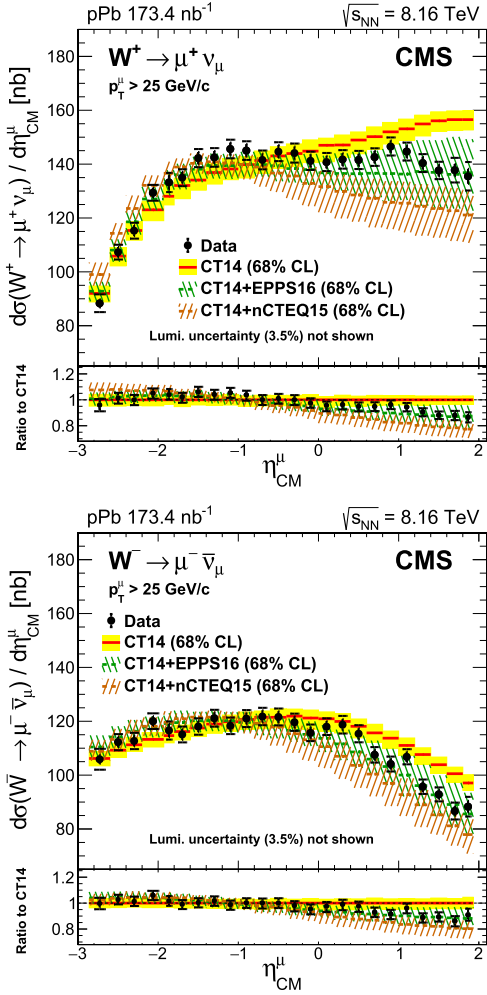 pPb 173.4 nb⁻¹ √s_NN = 8.16 TeV
W⁺ → μ⁺ ν_μ CMS
p_T^μ > 25 GeV/c
dσ(W⁺ → μ⁺ ν_μ) / dη_CM^μ [nb]
180
160
140
120
100
80
Data
CT14 (68% CL)
CT14+EPPS16 (68% CL)
CT14+nCTEQ15 (68% CL)
Lumi. uncertainty (3.5%) not shown
Ratio to CT14
1.2
1.0
0.8
−3 −2 −1 0 1 2
η_CM^μ
pPb 173.4 nb⁻¹ √s_NN = 8.16 TeV
W⁻ → μ⁻ ν̅_μ CMS
p_T^μ > 25 GeV/c
dσ(W⁻ → μ⁻ ν̅_μ) / dη_CM^μ [nb]
180
160
140
120
100
80
Data
CT14 (68% CL)
CT14+EPPS16 (68% CL)
CT14+nCTEQ15 (68% CL)
Lumi. uncertainty (3.5%) not shown
Ratio to CT14
1.2
1.0
0.8
−3 −2 −1 0 1 2
η_CM^μ